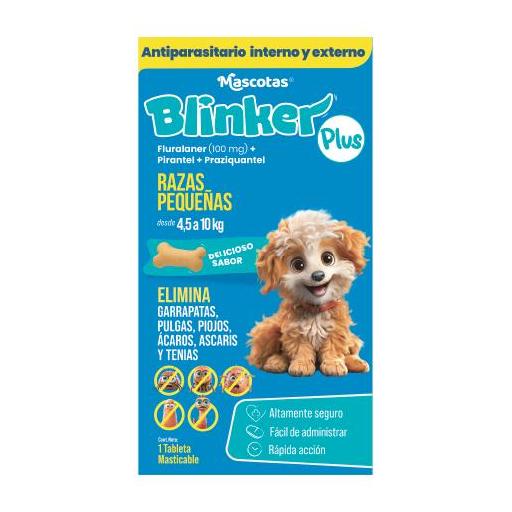 Antiparasitario interno y externo
Mascotas®
Blinker
Plus
Fluralaner (100 mg) +
Pirantel + Praziquantel
RAZAS
PEQUEÑAS
desde 4,5 a 10 kg
DELICIOSO
SABOR
ELIMINA
GARRAPATAS,
PULGAS, PIOJOS,
ÁCAROS, ASCARIS
Y TENIAS
Altamente seguro
Fácil de administrar
Rápida acción
Cont. Neto:
1 Tableta
Masticable